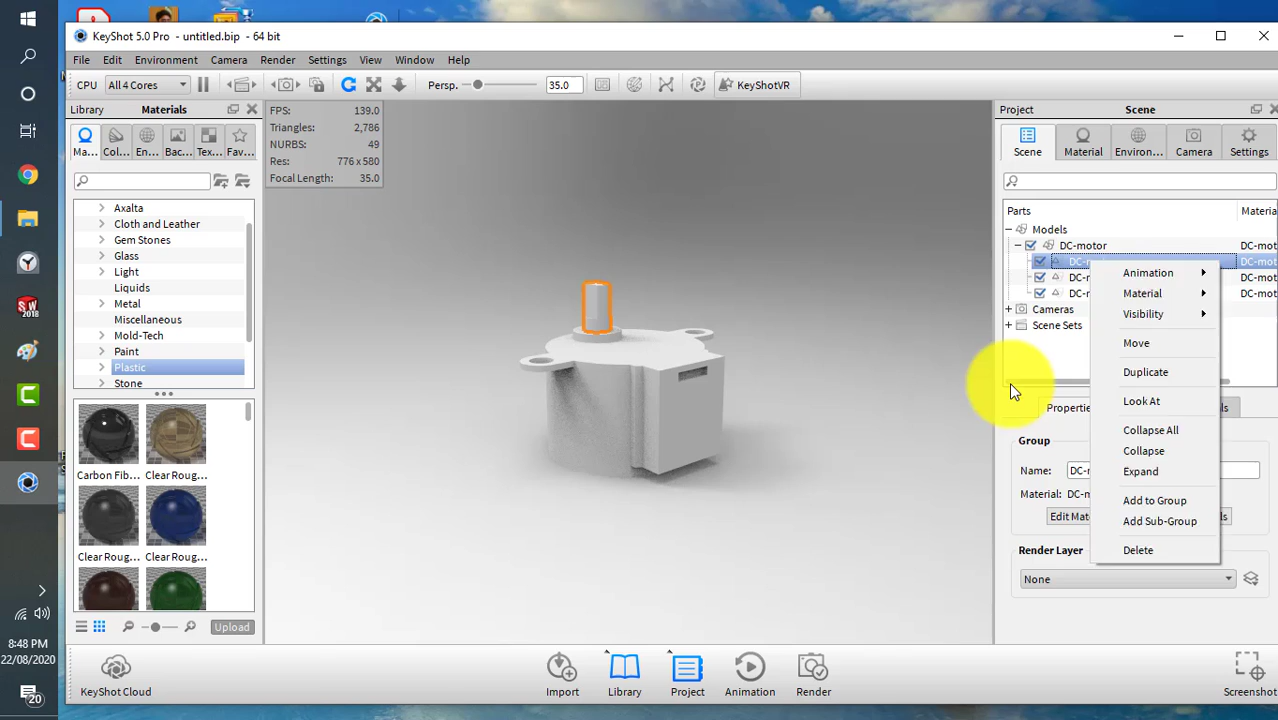 KeyShot 5.0 Pro - untitled.bip - 64 bit
File Edit Environment Camera Render Settings View Window Help
CPU All 4 Cores Persp. 35.0 KeyShotVR
Library Materials
Ma... Col... En... Bac... Tex... Fav...
Axalta
Cloth and Leather
Gem Stones
Glass
Light
Liquids
Metal
Miscellaneous
Mold-Tech
Paint
Plastic
Stone
Carbon Fib... Clear Roug...
Clear Roug... Clear Roug...
Upload
FPS: 139.0
Triangles: 2,786
NURBS: 49
Res: 776 x 580
Focal Length: 35.0
Project Scene
Scene Material Environ... Camera Settings
Parts Material
Models
DC-motor DC-mot
DC-m DC-mot
DC-m DC-mot
DC-m DC-mot
Cameras
Scene Sets
Animation
Material
Visibility
Move
Duplicate
Look At
Collapse All
Collapse
Expand
Add to Group
Add Sub-Group
Delete
Propertie ls
Group
Name: DC-m
Material: DC-m
Edit Mate ls
Render Layer
None
KeyShot Cloud Import Library Project Animation Render Screenshot
8:48 PM
22/08/2020
20
SW
2018